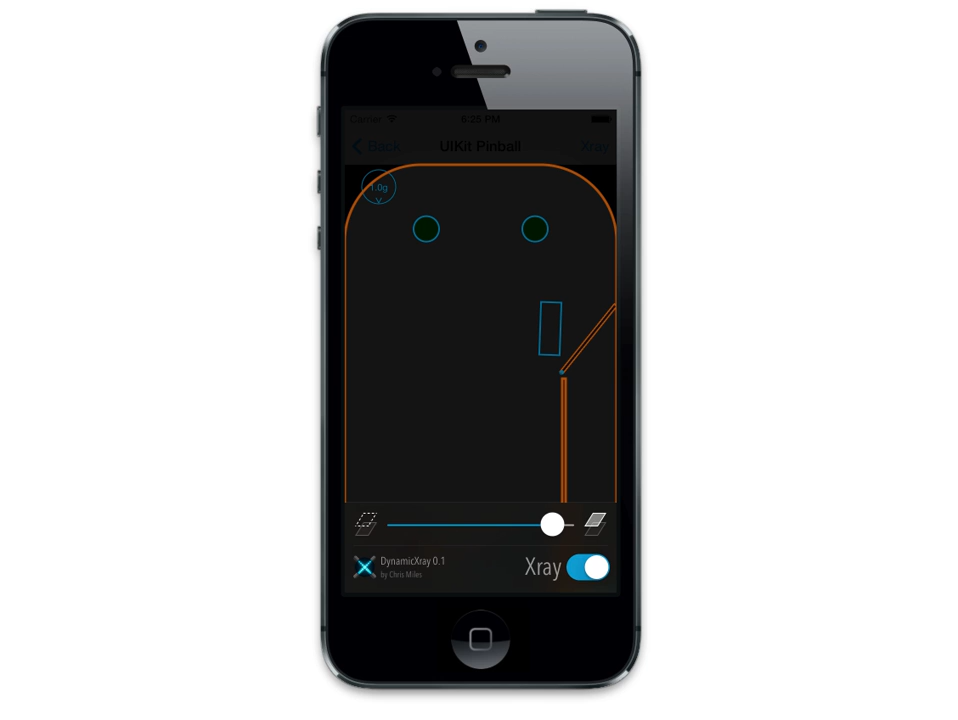 Carrier 6:25 PM
Back UIKit Pinball Xray
1.0g
DynamicXray 0.1
by Chris Miles
Xray